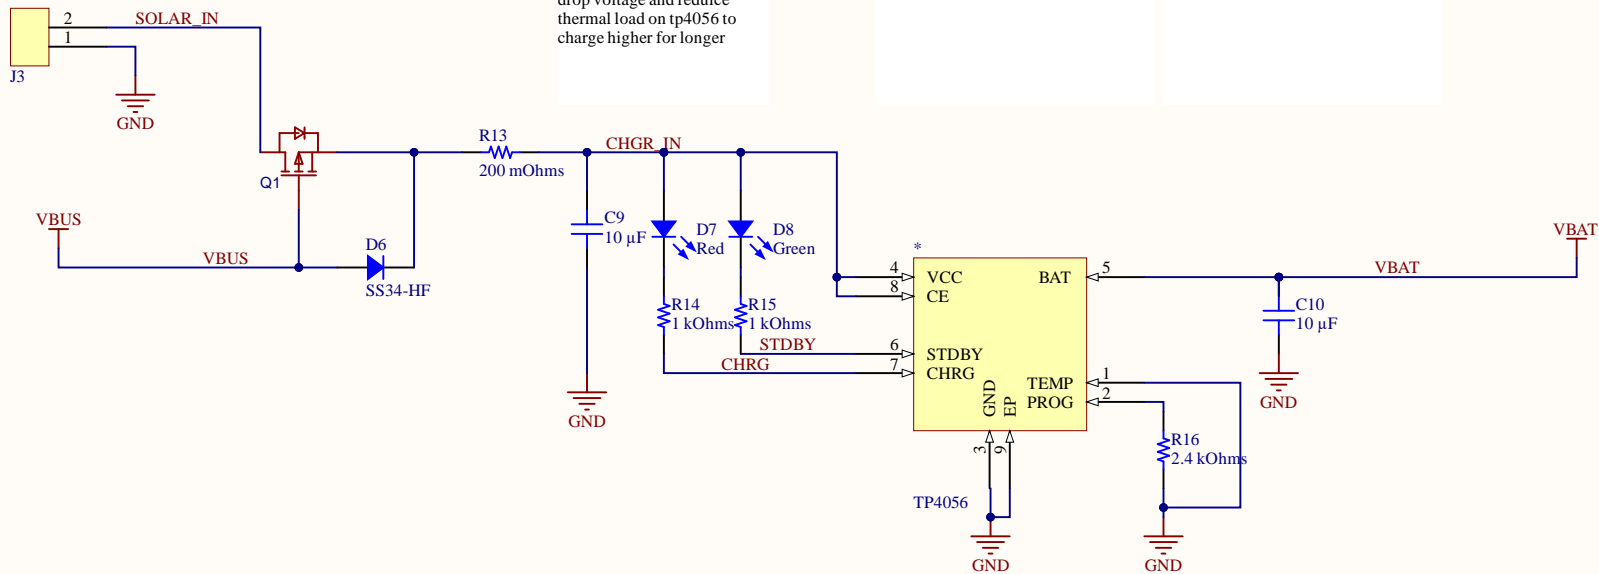 drop voltage and reduice
thermal load on tp4056 to
charge higher for longer
2
SOLAR_IN
1
J3
GND
R13
CHGR_IN
200 mOhms
Q1
VBUS
VBUS
D6
SS34-HF
C9
10 µF
D7
Red
D8
Green
R14
1 kOhms
R15
1 kOhms
STDBY
CHRG
GND
*
4
VCC
8
CE
6
STDBY
7
CHRG
GND
EP
3
9
TP4056
GND
BAT
5
TEMP
1
PROG
2
R16
2.4 kOhms
GND
VBAT
VBAT
C10
10 µF
GND